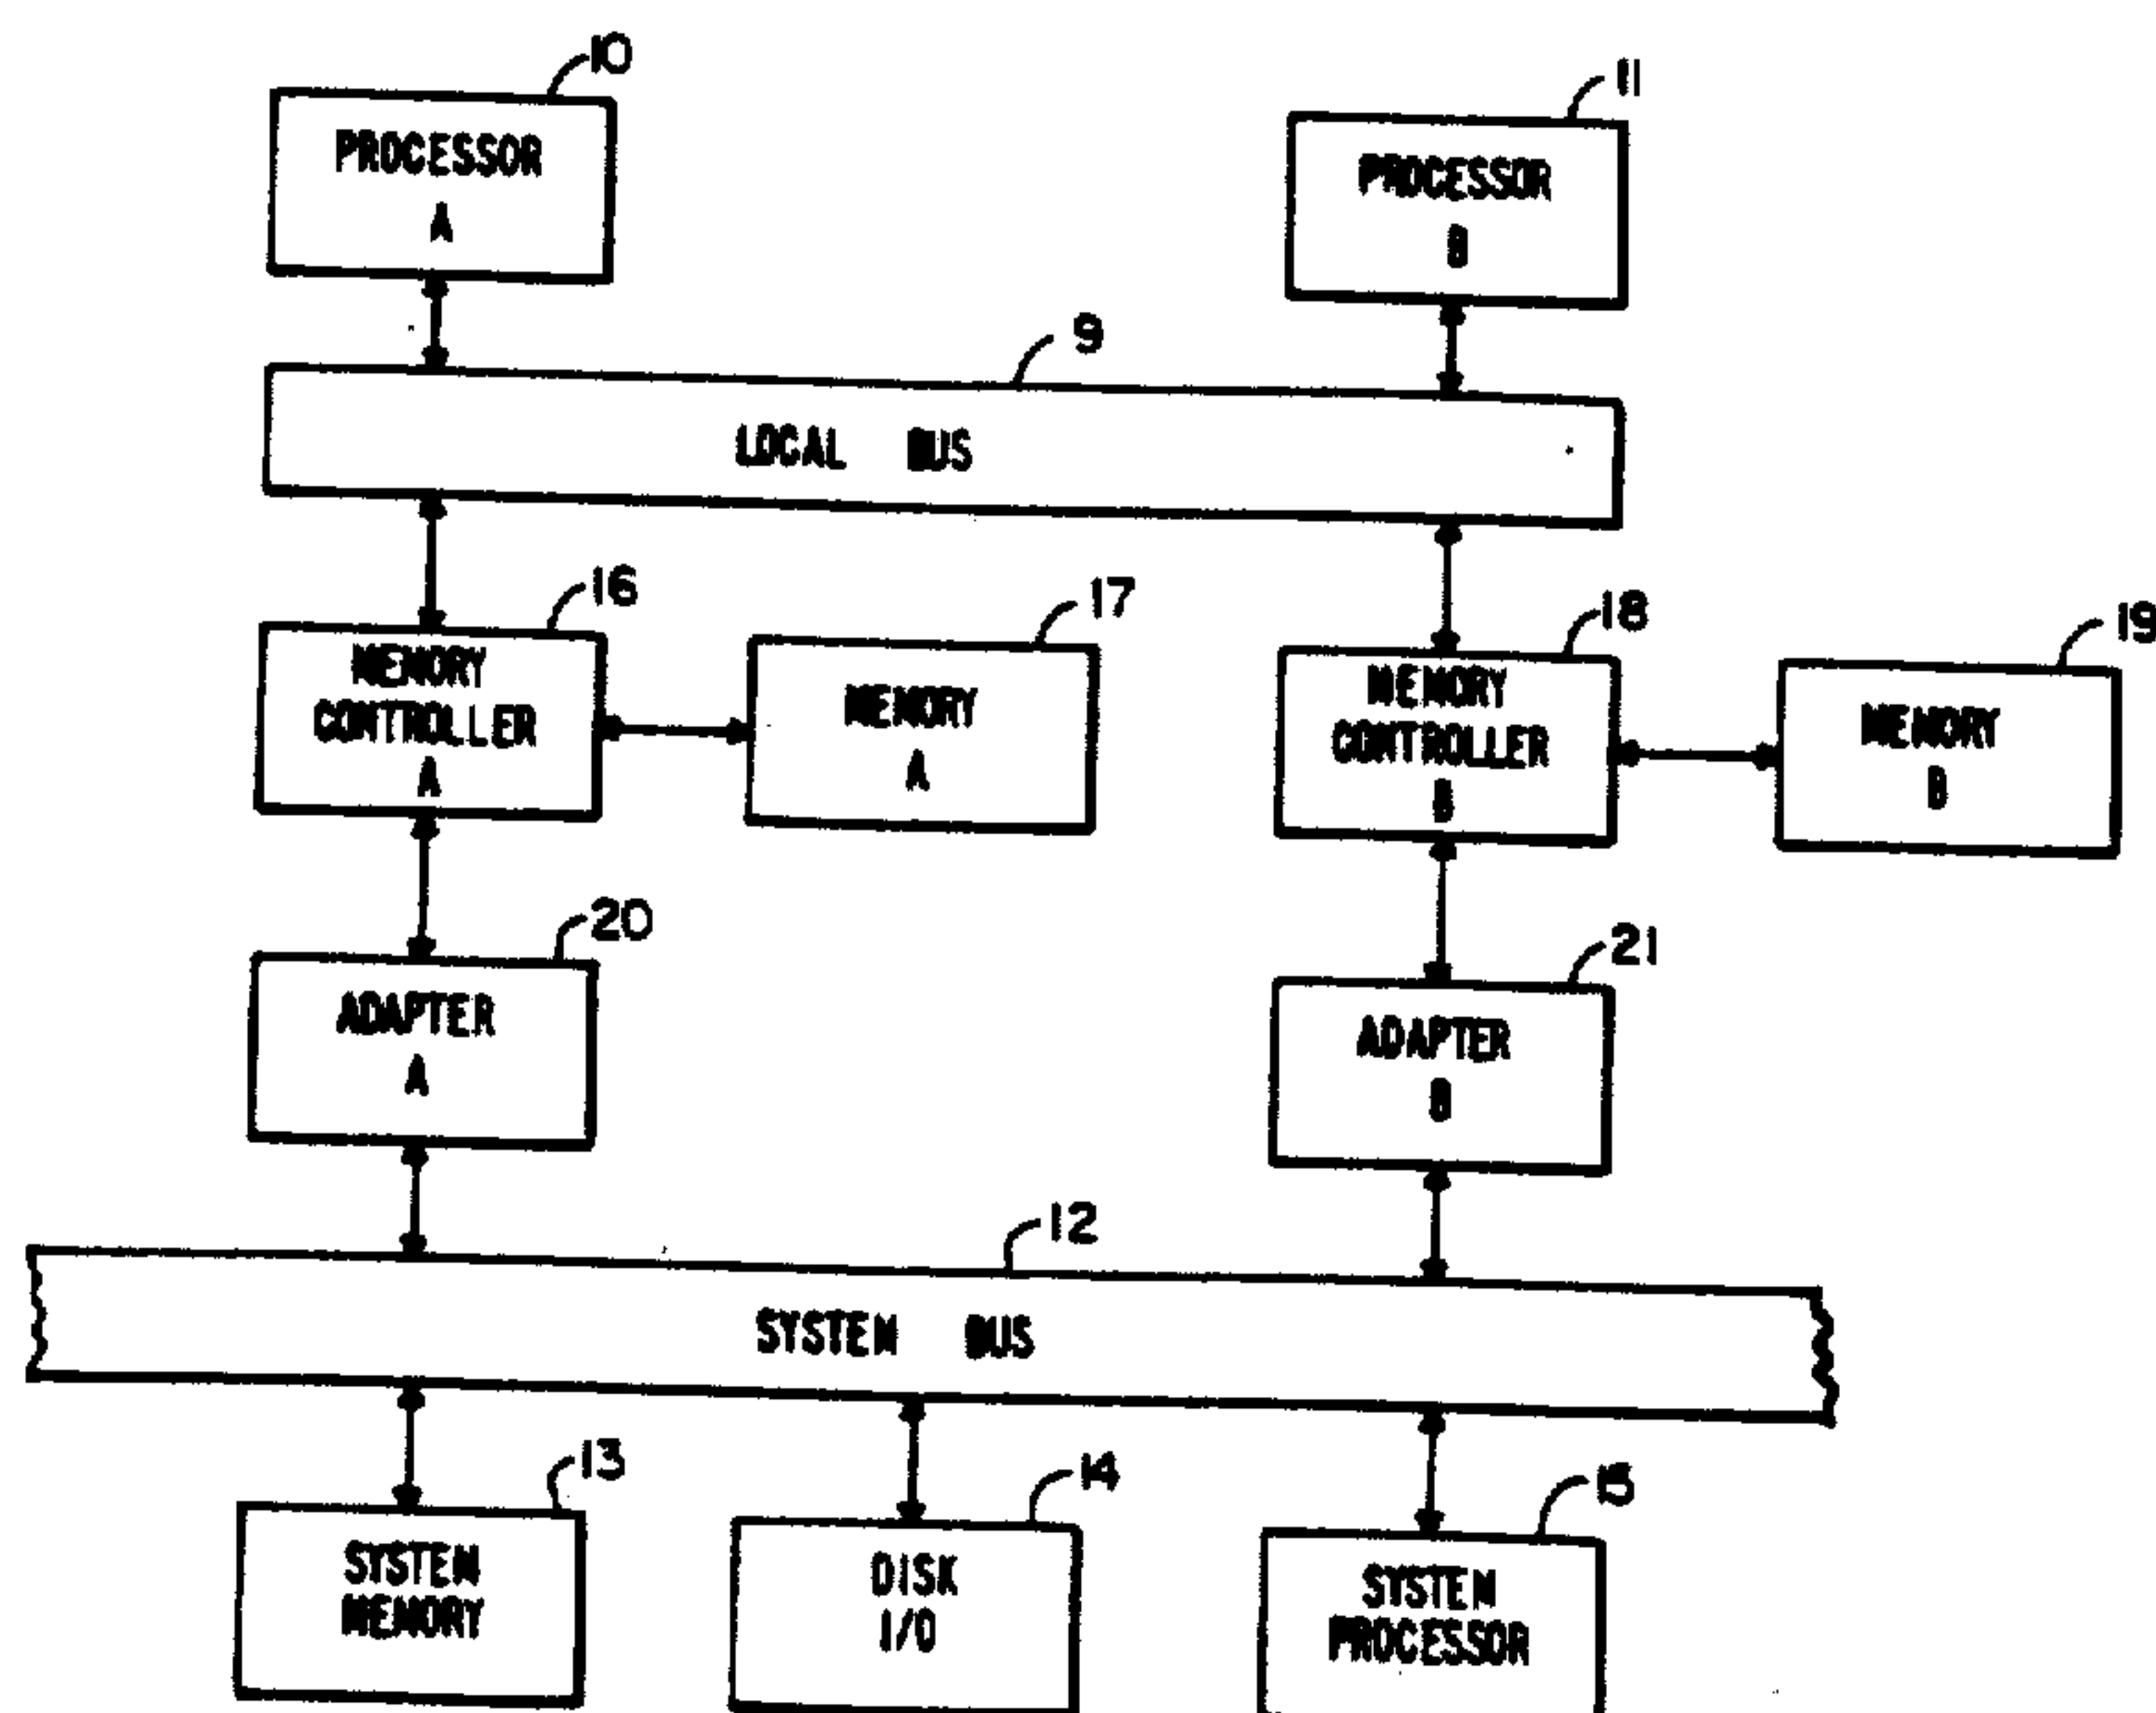 10
PROCESSOR
A
11
PROCESSOR
B
9
LOCAL BUS
16
MEMORY
CONTROLLER
A
17
MEMORY
A
18
MEMORY
CONTROLLER
B
19
MEMORY
B
20
ADAPTER
A
21
ADAPTER
B
12
SYSTEM BUS
13
SYSTEM
MEMORY
14
DISK
I/O
15
SYSTEM
PROCESSOR